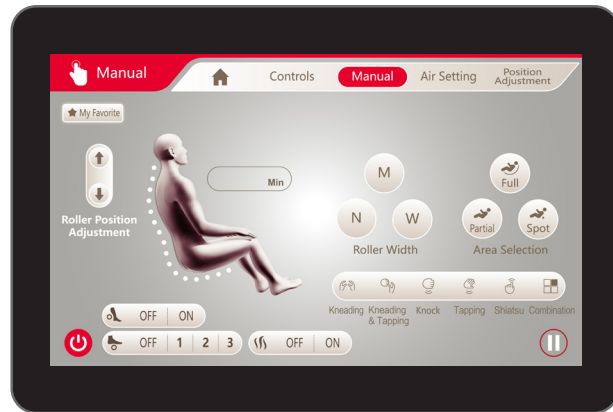 Manual
Controls
Manual
Air Setting
Position
Adjustment
My Favorite
Min
Roller Position
Adjustment
M
N
W
Roller Width
Full
Partial
Spot
Area Selection
Kneading
Kneading
& Tapping
Knock
Tapping
Shiatsu
Combination
OFF ON
OFF 1 2 3
OFF ON